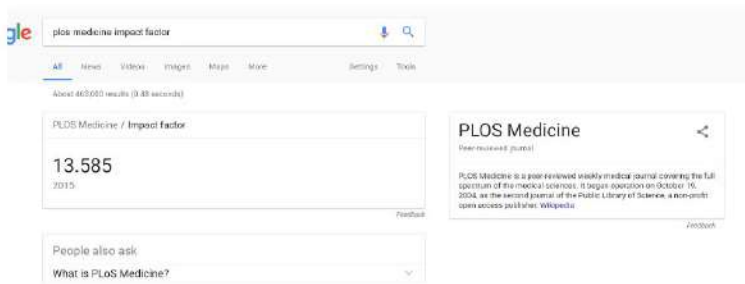 gle
plos medicine impact factor
All News Videos Images Maps More Settings Tools
About 463,000 results (0.48 seconds)
PLOS Medicine / Impact factor
13.585
2015
Feedback
People also ask
What is PLoS Medicine?
PLOS Medicine
Peer-reviewed journal
PLOS Medicine is a peer-reviewed weekly medical journal covering the full
spectrum of the medical sciences. It began operation on October 19,
2004, as the second journal of the Public Library of Science, a non-profit
open access publisher. Wikipedia
Feedback